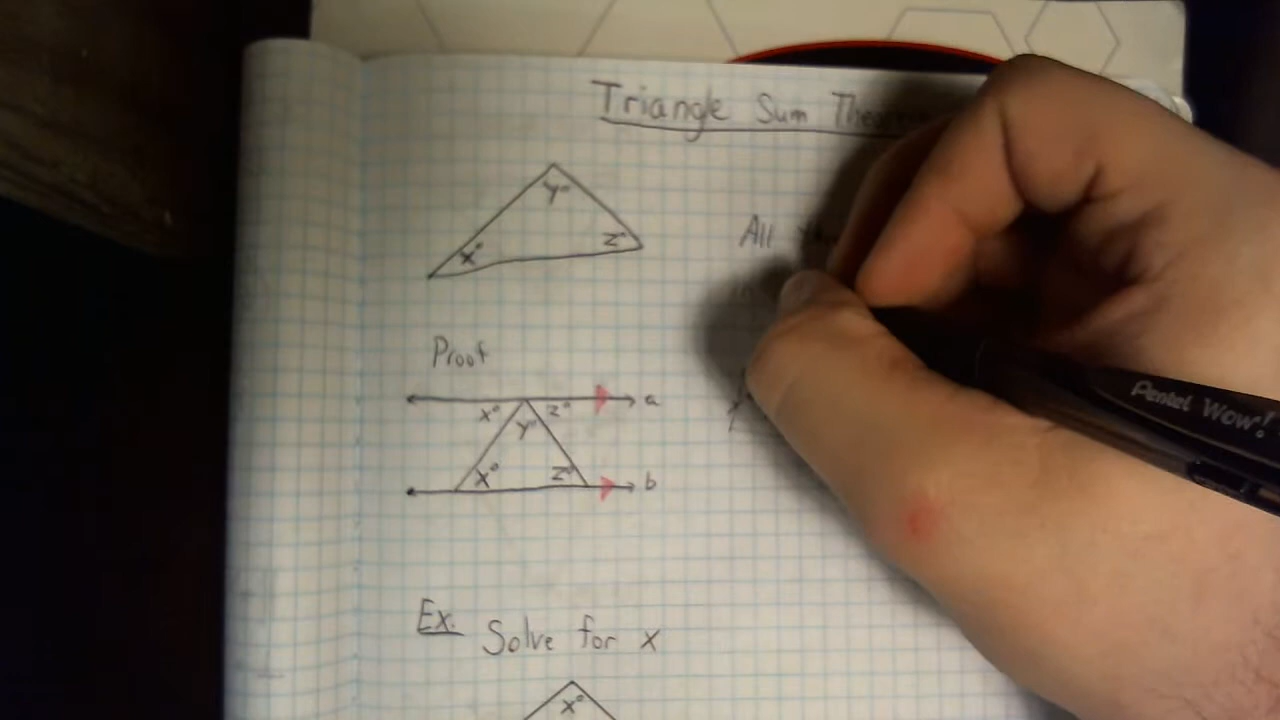 Triangle Sum
y°
x° z°
All
Proof
a
x° z°
y°
x° z°
b
Ex. Solve for x
x°
Pentel Wow!